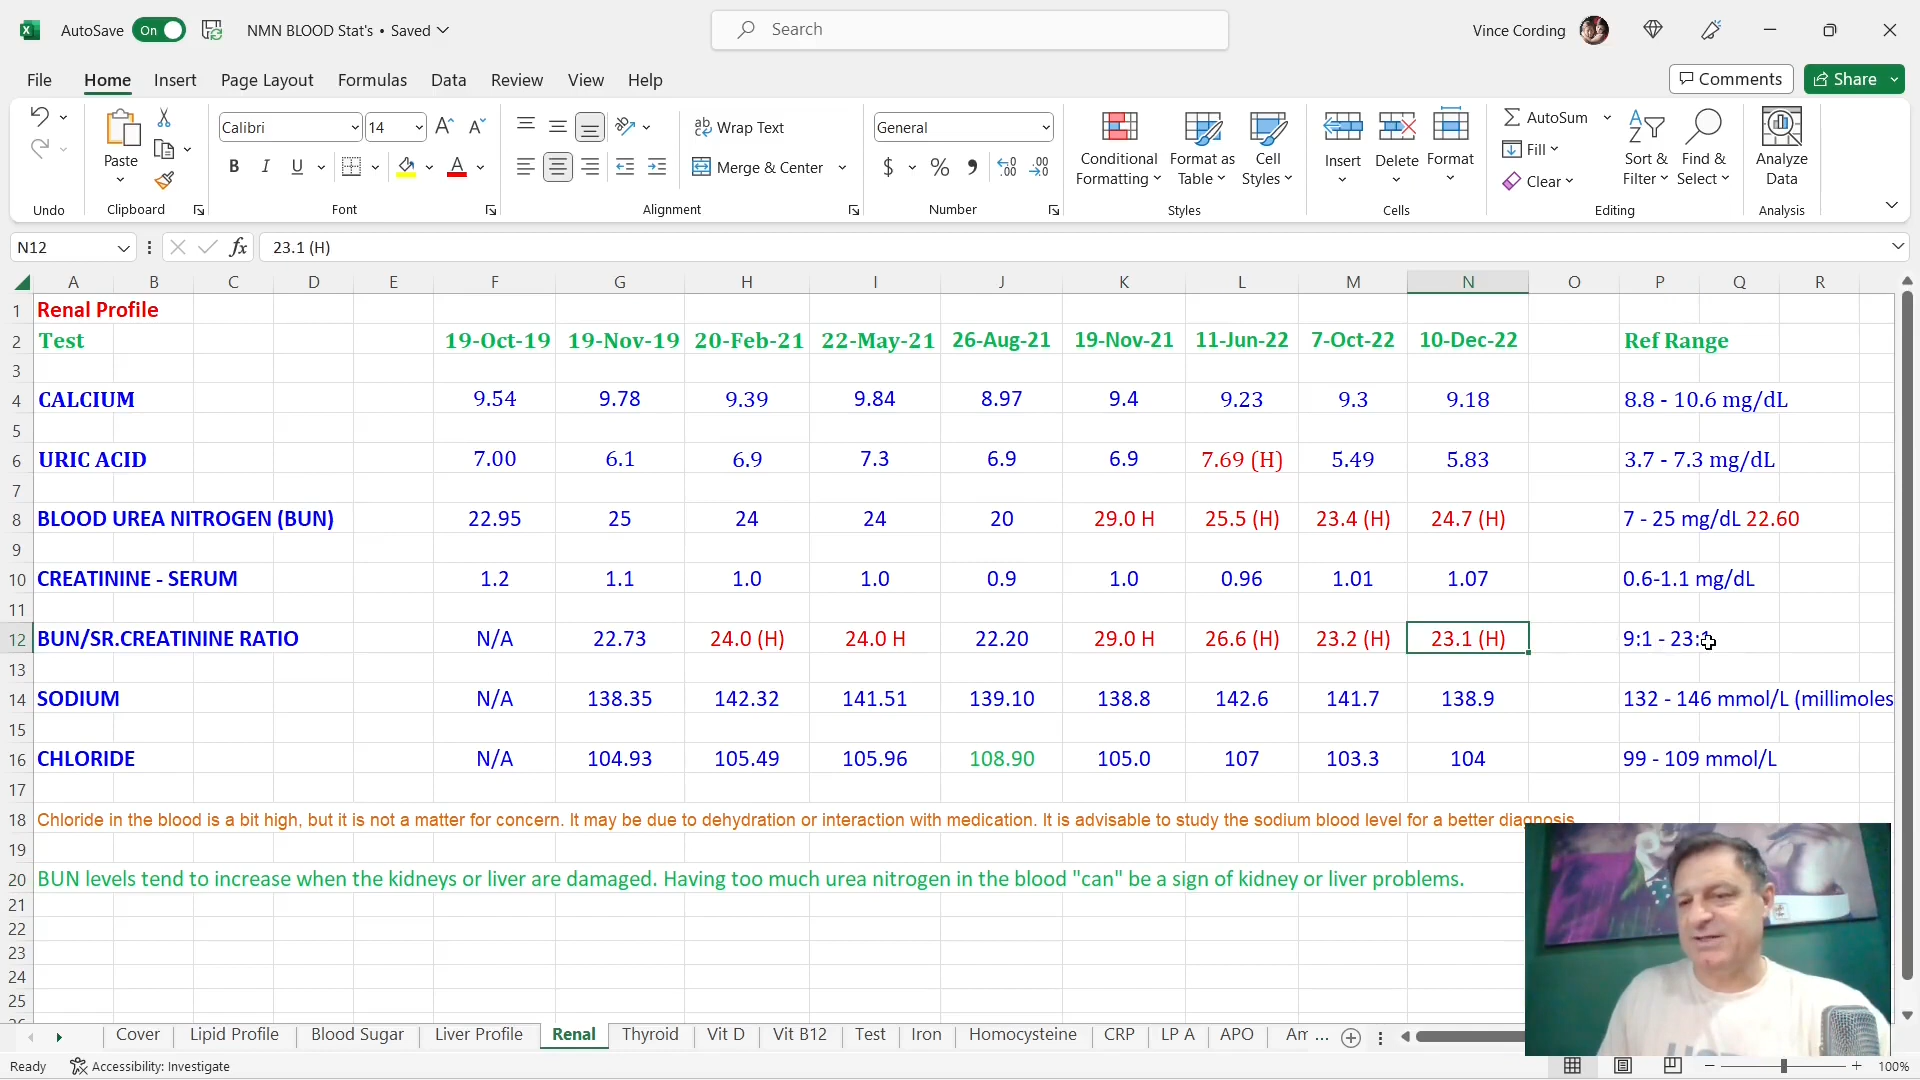 AutoSave On NMN BLOOD Stat's • Saved Search Vince Cording
File Home Insert Page Layout Formulas Data Review View Help Comments Share
Calibri 14 Wrap Text General AutoSum
Paste B I U Merge & Center $ % Conditional Formatting Format as Table Cell Styles Insert Delete Format Fill Clear Sort & Filter Find & Select Analyze Data
Undo Clipboard Font Alignment Number Styles Cells Editing Analysis
N12 fx 23.1 (H)
A B C D E F G H I J K L M N O P Q R
1 Renal Profile
2 Test 19-Oct-19 19-Nov-19 20-Feb-21 22-May-21 26-Aug-21 19-Nov-21 11-Jun-22 7-Oct-22 10-Dec-22 Ref Range
3
4 CALCIUM 9.54 9.78 9.39 9.84 8.97 9.4 9.23 9.3 9.18 8.8 - 10.6 mg/dL
5
6 URIC ACID 7.00 6.1 6.9 7.3 6.9 6.9 7.69 (H) 5.49 5.83 3.7 - 7.3 mg/dL
7
8 BLOOD UREA NITROGEN (BUN) 22.95 25 24 24 20 29.0 H 25.5 (H) 23.4 (H) 24.7 (H) 7 - 25 mg/dL 22.60
9
10 CREATININE - SERUM 1.2 1.1 1.0 1.0 0.9 1.0 0.96 1.01 1.07 0.6-1.1 mg/dL
11
12 BUN/SR.CREATININE RATIO N/A 22.73 24.0 (H) 24.0 H 22.20 29.0 H 26.6 (H) 23.2 (H) 23.1 (H) 9:1 - 23:
13
14 SODIUM N/A 138.35 142.32 141.51 139.10 138.8 142.6 141.7 138.9 132 - 146 mmol/L (millimoles
15
16 CHLORIDE N/A 104.93 105.49 105.96 108.90 105.0 107 103.3 104 99 - 109 mmol/L
17
18 Chloride in the blood is a bit high, but it is not a matter for concern. It may be due to dehydration or interaction with medication. It is advisable to study the sodium blood level for a better diagnosis
19
20 BUN levels tend to increase when the kidneys or liver are damaged. Having too much urea nitrogen in the blood "can" be a sign of kidney or liver problems.
21
22
23
24
25
Cover Lipid Profile Blood Sugar Liver Profile Renal Thyroid Vit D Vit B12 Test Iron Homocysteine CRP LP A APO Am ...
Ready Accessibility: Investigate 100%